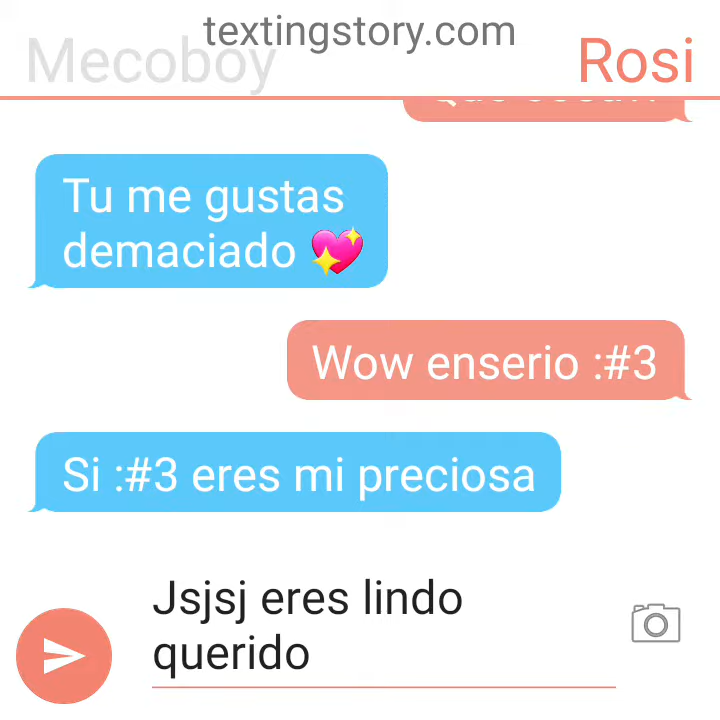 textingstory.com
Mecoboy
Rosi
Tu me gustas
demaciado 💖
Wow enserio :#3
Si :#3 eres mi preciosa
Jsjsj eres lindo
querido